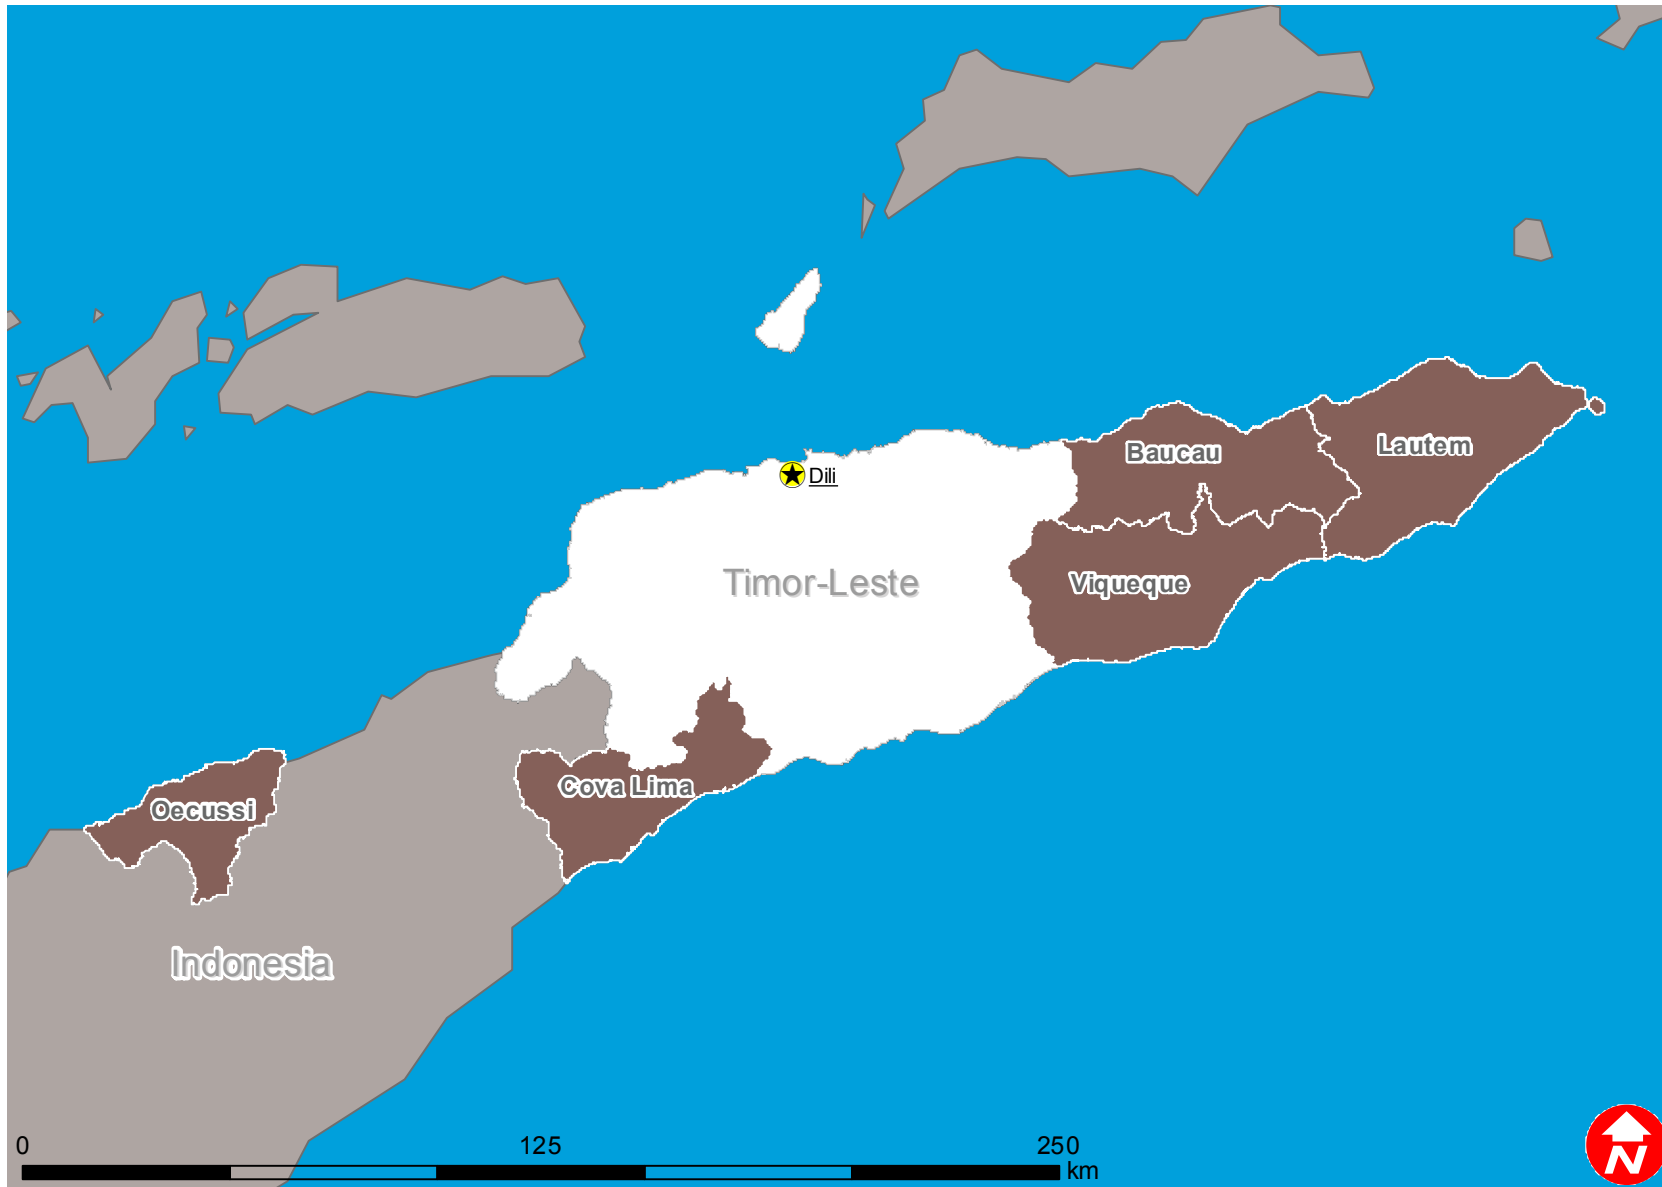 Baucau
Lautem
Dili
Timor-Leste
Viqueque
Cova Lima
Oecussi
Indonesia
0 125 250
km
N